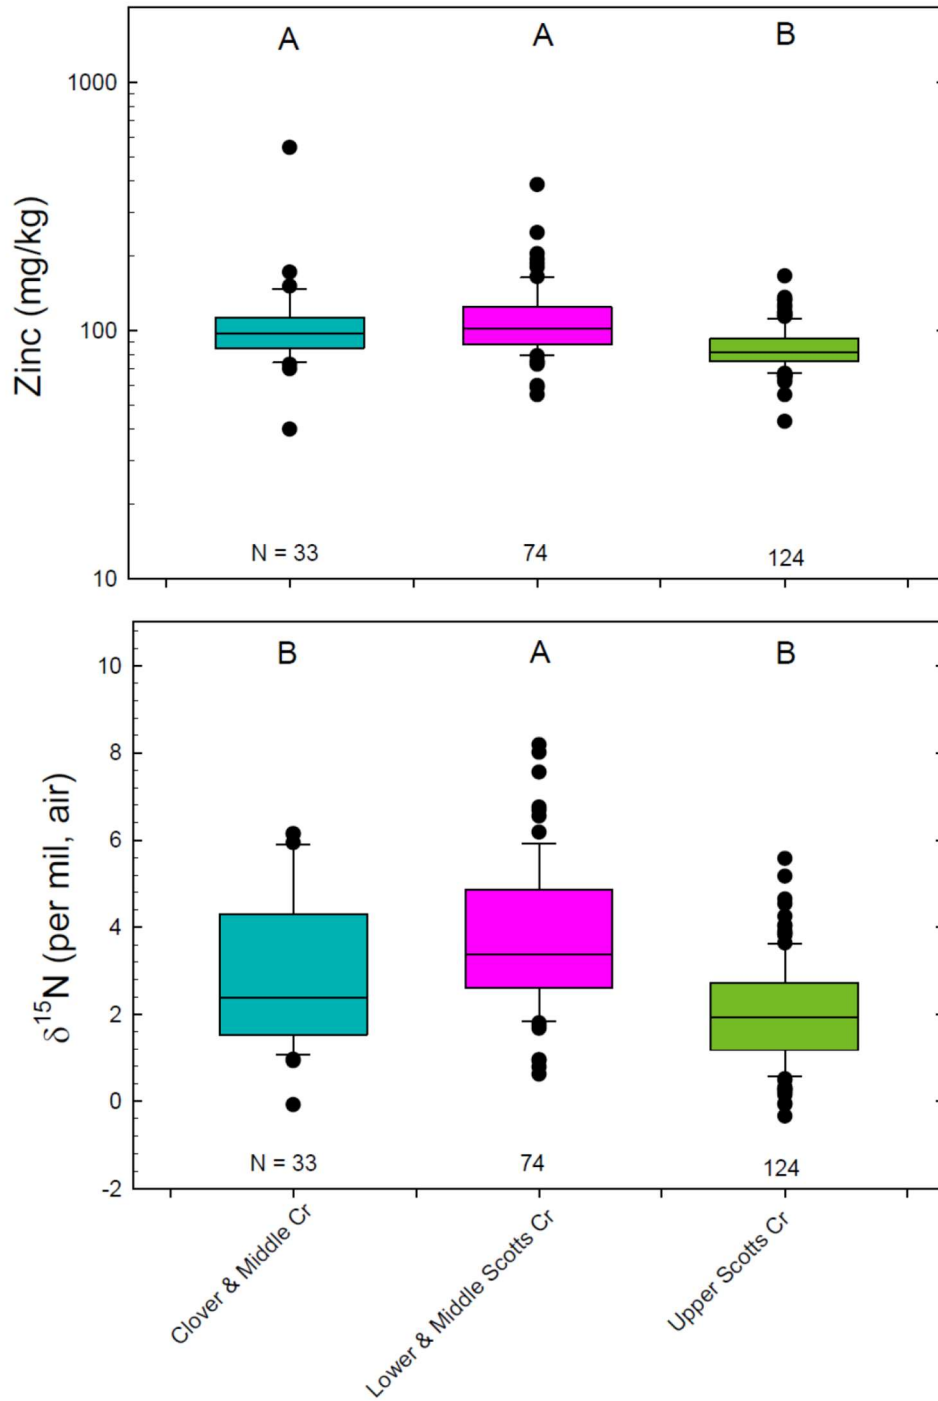 A A B
1000
Zinc (mg/kg)
100
N = 33 74 124
10
B A B
10
8
6
δ15N (per mil, air)
4
2
0
N = 33 74 124
-2
Clover & Middle Cr
Lower & Middle Scotts Cr
Upper Scotts Cr